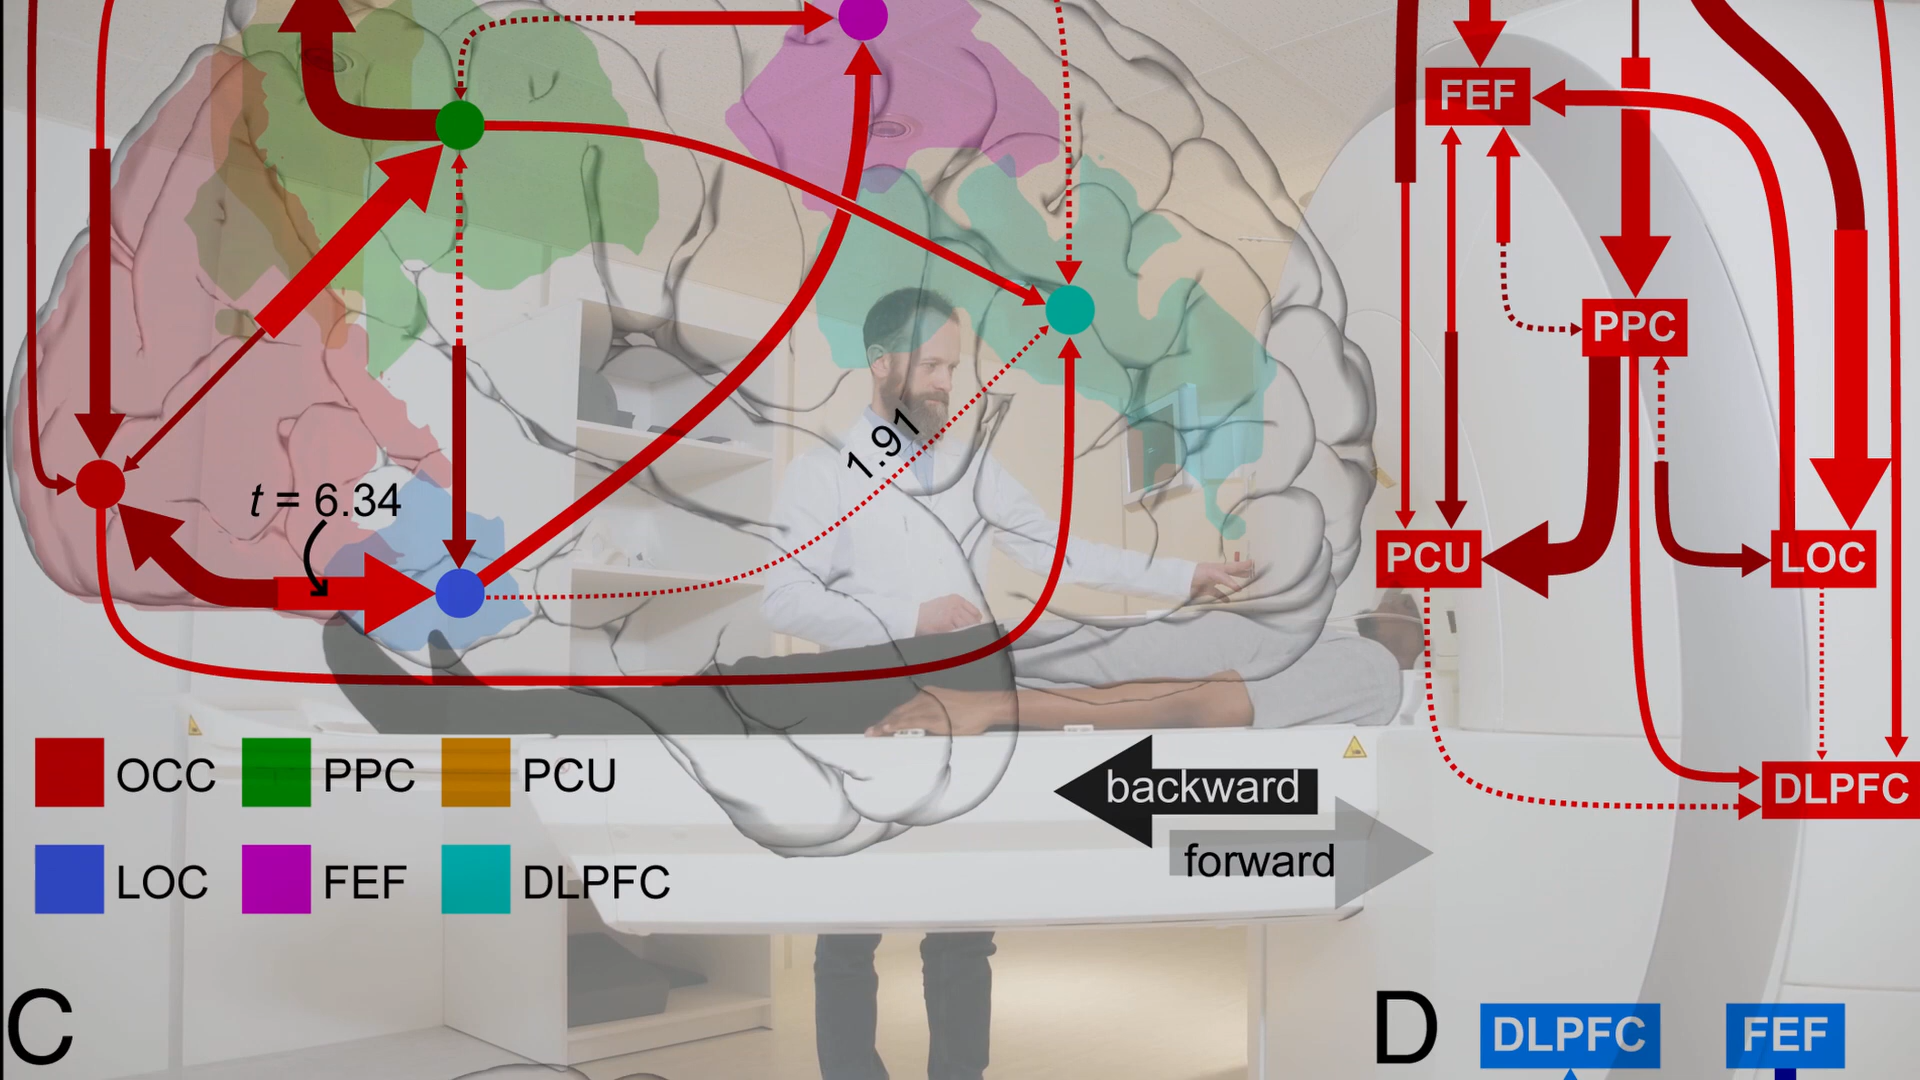 FEF
PPC
t = 6.34
1.91
PCU
LOC
OCC
PPC
PCU
backward
DLPFC
forward
LOC
FEF
DLPFC
C
D
DLPFC
FEF